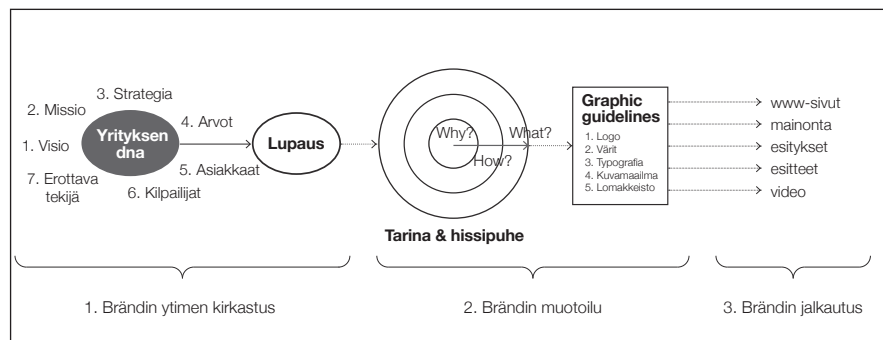 3. Strategia
2. Missio
4. Arvot
Yrityksen
dna
1. Visio
Lupaus
5. Asiakkaat
7. Erottava
tekijä
6. Kilpailijat
Why?
What?
How?
Tarina & hissipuhe
Graphic
guidelines
1. Logo
2. Värit
3. Typografia
4. Kuvamaailma
5. Lomakkeisto
www-sivut
mainonta
esitykset
esitteet
video
1. Brändin ytimen kirkastus
2. Brändin muotoilu
3. Brändin jalkautus